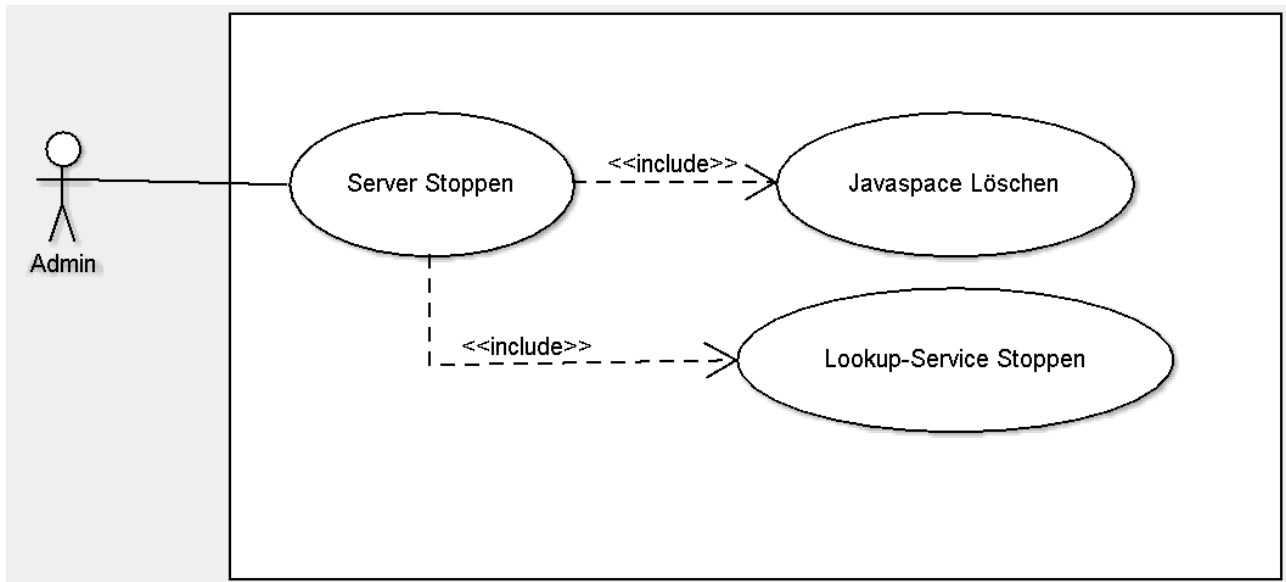 Server Stoppen
<<include>>
Javaspace Löschen
Admin
<<include>>
Lookup-Service Stoppen